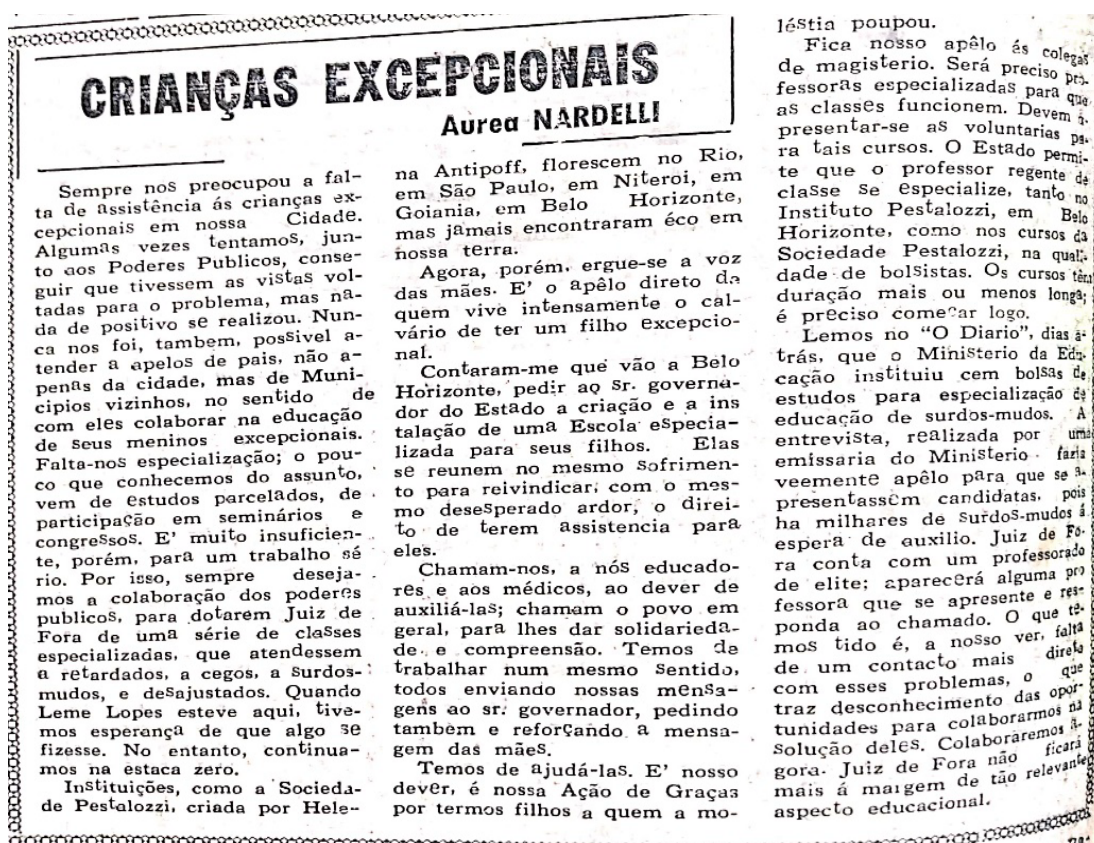 CRIANÇAS EXCEPCIONAIS
Aurea NARDELLI
Sempre nos preocupou a fal-
ta de assistência ás crianças ex-
cepcionais em nossa Cidade.
Algumas vezes tentamos, jun-
to aos Poderes Publicos, conse-
guir que tivessem as vistas vol-
tadas para o problema, mas na-
da de positivo se realizou. Nun-
ca nos foi, tambem, possivel a-
tender a apelos de pais, não a-
penas da cidade, mas de Muni-
cipios vizinhos, no sentido de
com eles colaborar na educação
de seus meninos excepcionais.
Falta-nos especialização; o pou-
co que conhecemos do assunto,
vem de estudos parcelados, de
participação em seminários e
congressos. E' muito insuficien-
te, porém, para um trabalho sé
rio. Por isso, sempre deseja-
mos a colaboração dos poderes
publicos, para dotarem Juiz de
Fora de uma série de classes
especializadas, que atendessem
a retardados, a cegos, a surdos-
mudos, e desajustados. Quando
Leme Lopes esteve aqui, tive-
mos esperança de que algo se
fizesse. No entanto, continua-
mos na estaca zero.
Instituições, como a Socieda-
de Pestalozzi, criada por Hele-
na Antipoff, florescem no Rio,
em São Paulo, em Niteroi, em
Goiania, em Belo Horizonte,
mas jamais encontraram éco em
nossa terra.
Agora, porém, ergue-se a voz
das mães. E' o apêlo direto da
quem vive intensamente o cal-
vário de ter um filho excepcio-
nal.
Contaram-me que vão a Belo
Horizonte, pedir ao sr. governa-
dor do Estado a criação e a ins
talação de uma Escola especia-
lizada para seus filhos. Elas
se reunem no mesmo sofrimen-
to para reivindicar, com o mes-
mo desesperado ardor, o direi-
to de terem assistencia para
eles.
Chamam-nos, a nós educado-
rês e aos médicos, ao dever de
auxiliá-las; chamam o povo em
geral, para lhes dar solidarieda-
de e compreensão. Temos de
trabalhar num mesmo sentido,
todos enviando nossas mensa-
gens ao sr. governador, pedindo
também e reforçando a mensa-
gem das mães.
Temos de ajudá-las. E' nosso
dever, é nossa Ação de Graças
por termos filhos a quem a mo-
léstia poupou.
Fica nosso apêlo ás colegas
de magisterio. Será preciso pro-
fessoras especializadas para que
as classes funcionem. Devem a-
presentar-se as voluntarias pa-
ra tais cursos. O Estado permi-
te que o professor regente de
classe se especialize, tanto no
Instituto Pestalozzi, em Belo
Horizonte, como nos cursos da
Sociedade Pestalozzi, na quali-
dade de bolsistas. Os cursos têm
duração mais ou menos longa;
é preciso começar logo.
Lemos no "O Diario", dias a-
trás, que o Ministerio da Edu-
cação instituiu cem bolsas de
estudos para especialização de
educação de surdos-mudos. A
entrevista, realizada por uma
emissaria do Ministerio fazia
veemente apêlo para que se a-
presentassem candidatas, pois
ha milhares de surdos-mudos á
espera de auxilio. Juiz de Fo-
ra conta com um professorado
de elite; aparecerá alguma pro
fessora que se apresente e res-
ponda ao chamado. O que te-
mos tido é, a nosso ver, falta
de um contacto mais direto
com esses problemas, o que
traz desconhecimento das opor-
tunidades para colaborarmos na
solução deles. Colaboraremos a-
gora. Juiz de Fora não ficará
mais á margem de tão relevante
aspecto educacional.